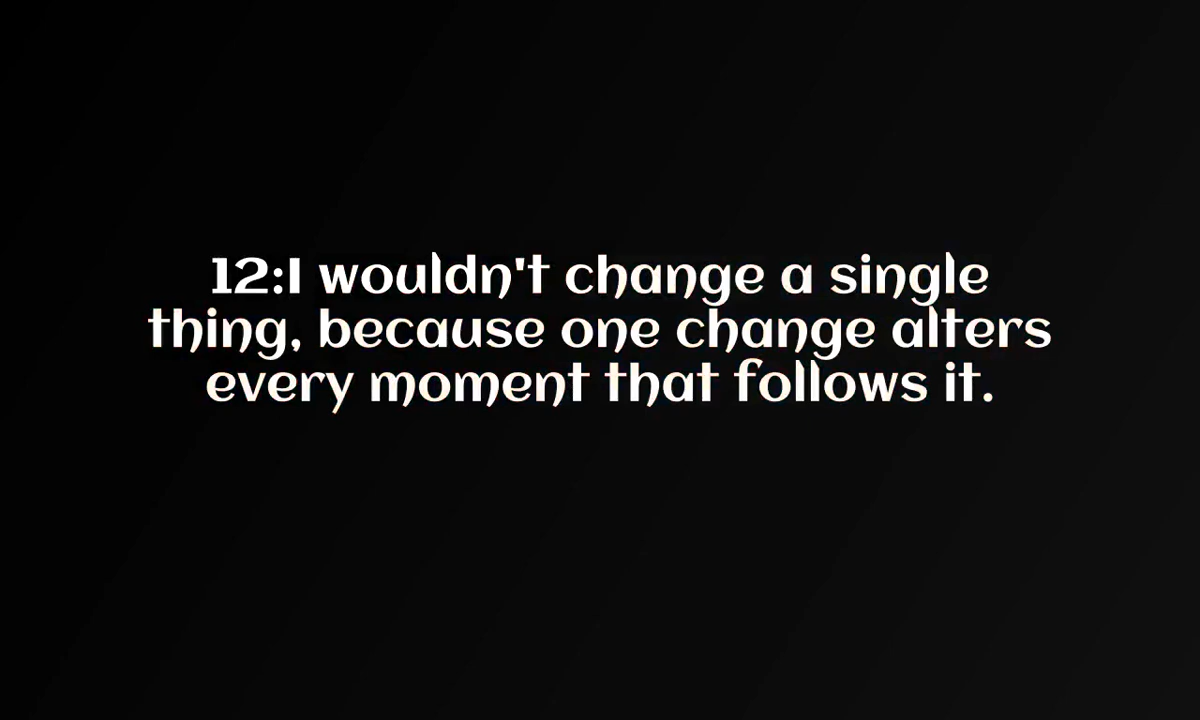 12:I wouldn't change a single
thing, because one change alters
every moment that follows it.